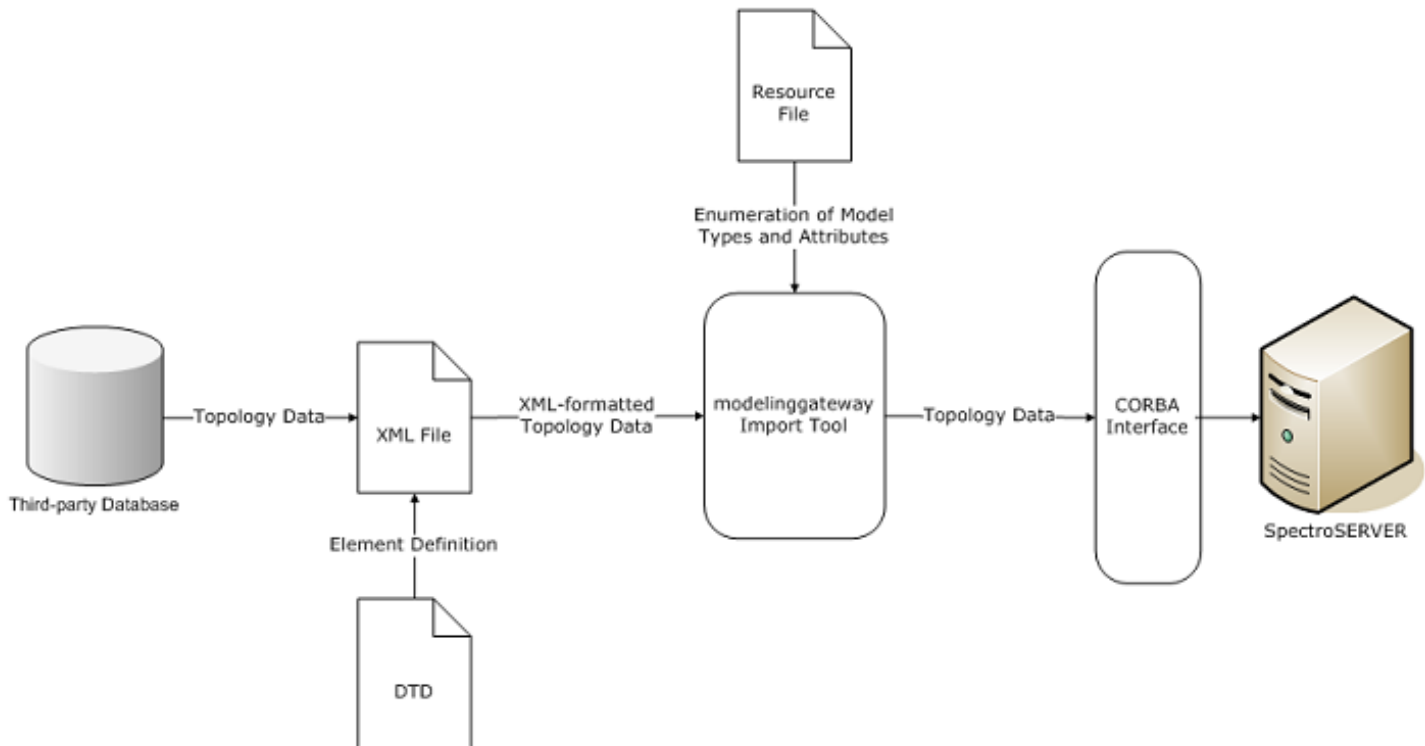 Resource
File
Enumeration of Model
Types and Attributes
Third-party Database
Topology Data
XML File
XML-formatted
Topology Data
modelinggateway
Import Tool
Topology Data
CORBA
Interface
SpectroSERVER
Element Definition
DTD